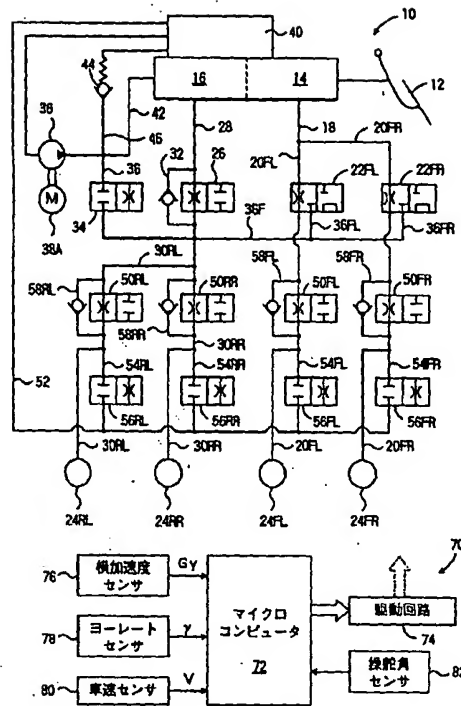 40
10
44
16
14
12
42
38
46
28
18
20FR
36
32
26
20FL
22FL
22FR
M
38A
34
36F
36FL
36FR
30RL
58RL
50RL
50RR
58FL
50FL
58FR
50FR
58RR
30RR
52
54RL
54RR
54FL
54FR
56RL
56RR
56FL
56FR
30RL
30RR
20FL
20FR
24RL
24RR
24FL
24FR
70
76
横加速度
センサ
Gy
マイクロ
コンピュータ
72
駆動回路
74
78
ヨーレート
センサ
γ
80
車速センサ
V
操舵角
センサ
82